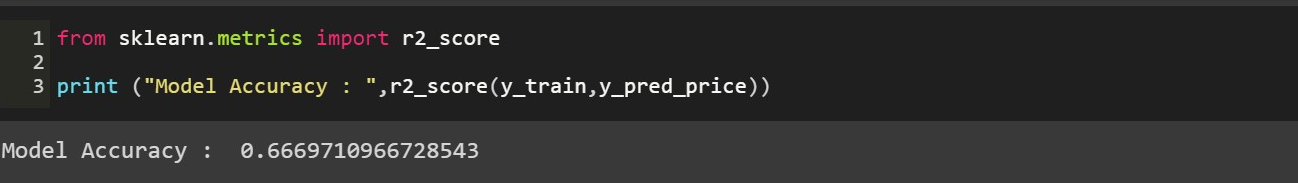 1 from sklearn.metrics import r2_score
2
3 print ("Model Accuracy : ",r2_score(y_train,y_pred_price))
Model Accuracy :  0.6669710966728543